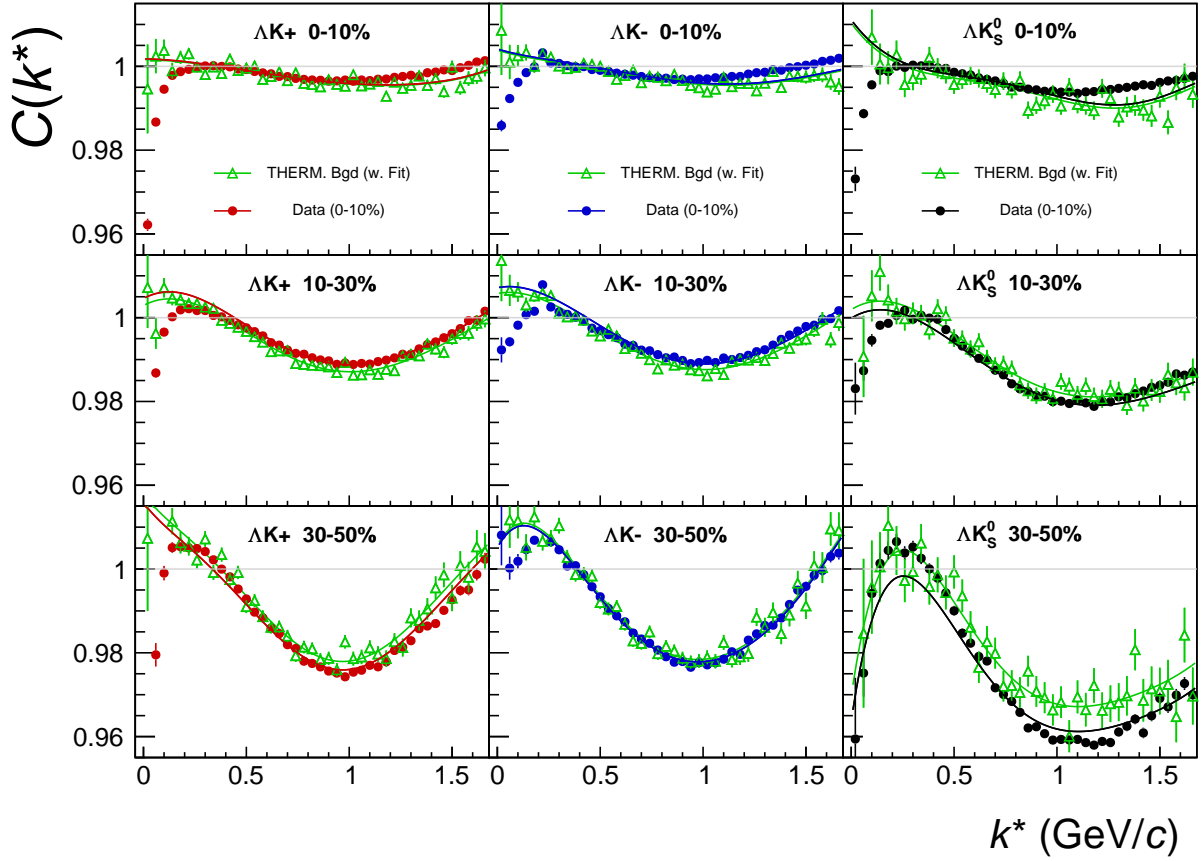 C(k*)
ΛK+ 0-10%
ΛK- 0-10%
ΛK⁰S 0-10%
1
0.98
0.96
THERM. Bgd (w. Fit)
Data (0-10%)
THERM. Bgd (w. Fit)
Data (0-10%)
THERM. Bgd (w. Fit)
Data (0-10%)
ΛK+ 10-30%
ΛK- 10-30%
ΛK⁰S 10-30%
1
0.98
0.96
ΛK+ 30-50%
ΛK- 30-50%
ΛK⁰S 30-50%
1
0.98
0.96
0 0.5 1 1.5
0 0.5 1 1.5
0 0.5 1 1.5
k* (GeV/c)